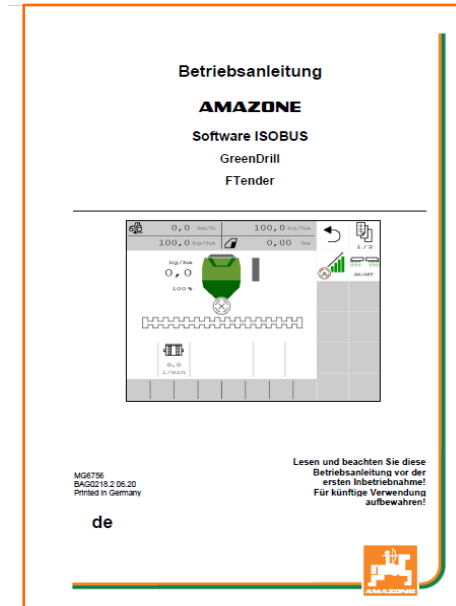 Betriebsanleitung
AMAZONE
Software ISOBUS
GreenDrill
FTender
0,0 km/h 100,0 kg/ha
100,0 kg/ha 0,00 ha
1/2
kg/ha
0,0
100 %
ON/OFF
0,0
1/min
MG6756
BAG0218.2 06.20
Printed in Germany
de
Lesen und beachten Sie diese
Betriebsanleitung vor der
ersten Inbetriebnahme!
Für künftige Verwendung
aufbewahren!
AMAZONE